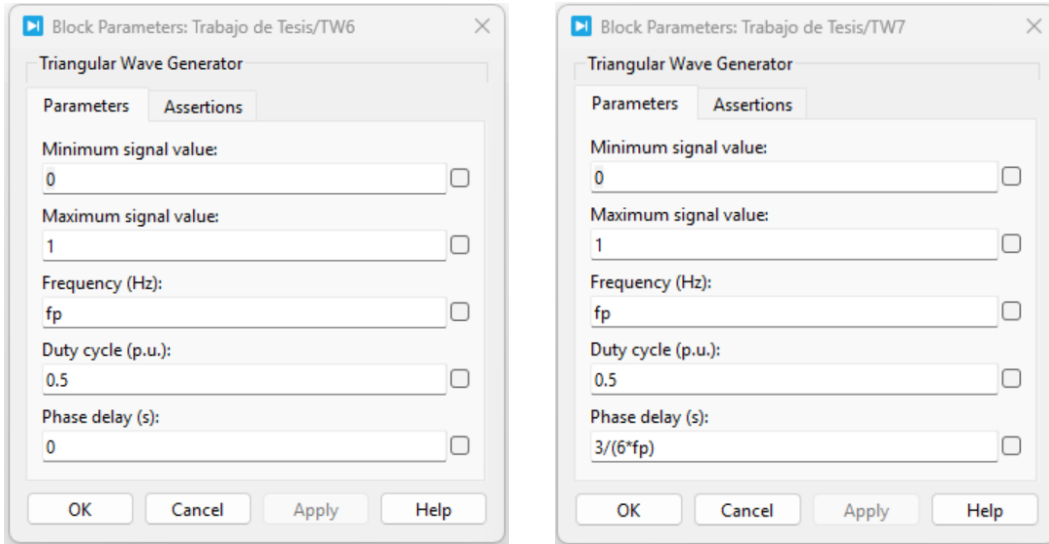 Block Parameters: Trabajo de Tesis/TW6
Triangular Wave Generator
Parameters Assertions
Minimum signal value:
0
Maximum signal value:
1
Frequency (Hz):
fp
Duty cycle (p.u.):
0.5
Phase delay (s):
0
OK Cancel Apply Help
Block Parameters: Trabajo de Tesis/TW7
Triangular Wave Generator
Parameters Assertions
Minimum signal value:
0
Maximum signal value:
1
Frequency (Hz):
fp
Duty cycle (p.u.):
0.5
Phase delay (s):
3/(6*fp)
OK Cancel Apply Help